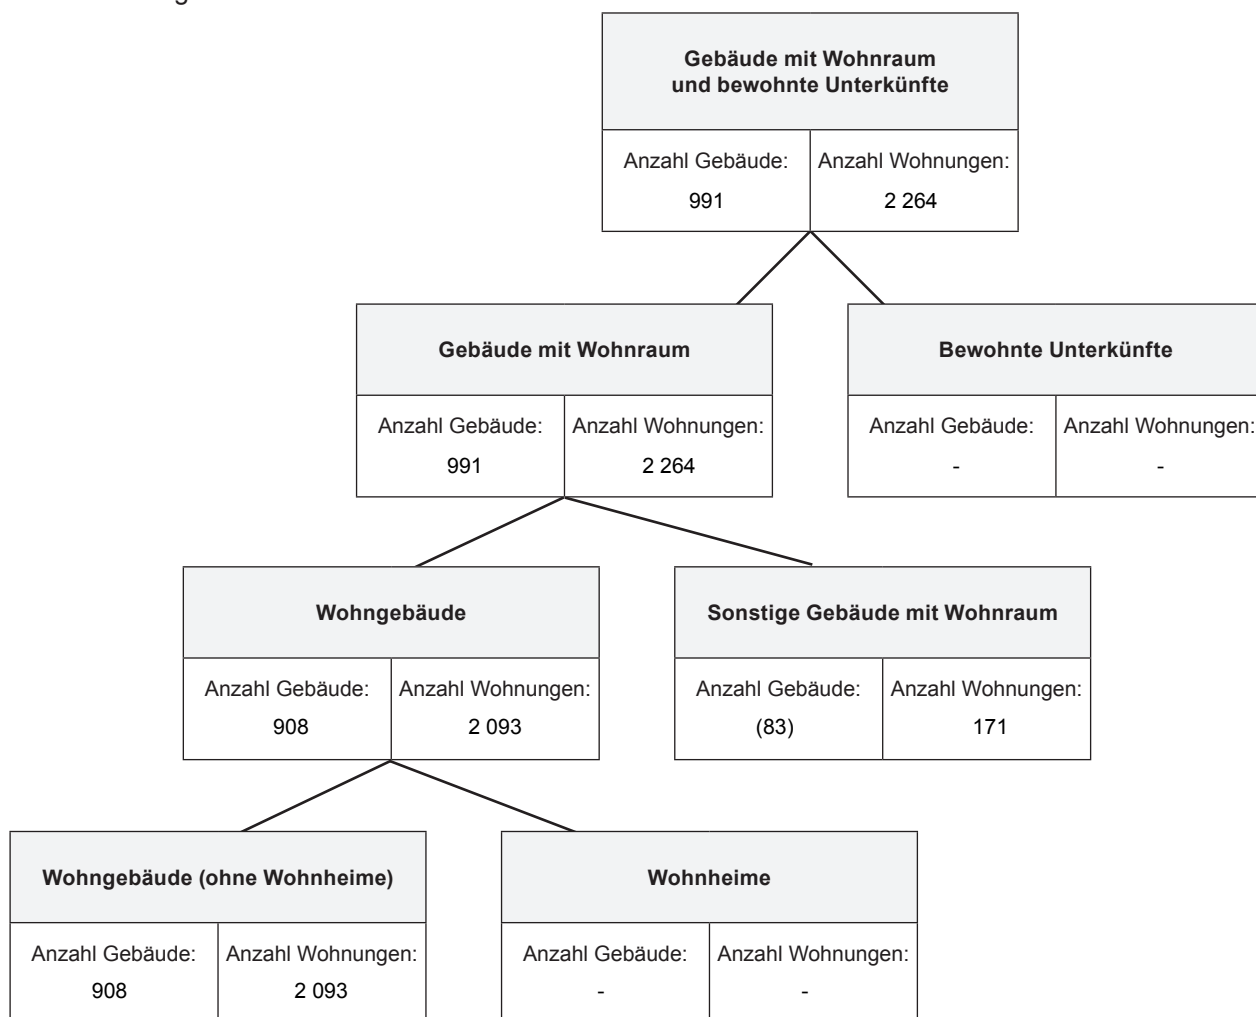 Gebäude mit Wohnraum
und bewohnte Unterkünfte
Anzahl Gebäude: Anzahl Wohnungen:
991 2 264
Gebäude mit Wohnraum
Anzahl Gebäude: Anzahl Wohnungen:
991 2 264
Bewohnte Unterkünfte
Anzahl Gebäude: Anzahl Wohnungen:
- -
Wohngebäude
Anzahl Gebäude: Anzahl Wohnungen:
908 2 093
Sonstige Gebäude mit Wohnraum
Anzahl Gebäude: Anzahl Wohnungen:
(83) 171
Wohngebäude (ohne Wohnheime)
Anzahl Gebäude: Anzahl Wohnungen:
908 2 093
Wohnheime
Anzahl Gebäude: Anzahl Wohnungen:
- -